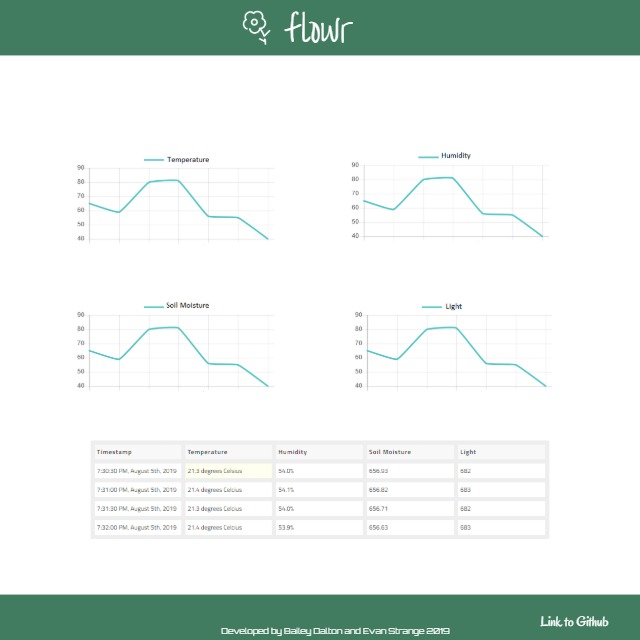 flowr
Temperature
90
80
70
60
50
40
Humidity
90
80
70
60
50
40
Soil Moisture
90
80
70
60
50
40
Light
90
80
70
60
50
40
Timestamp Temperature Humidity Soil Moisture Light
7:30:30 PM, August 5th, 2019 21.3 degrees Celcius 54.0% 656.93 682
7:31:00 PM, August 5th, 2019 21.4 degrees Celcius 54.1% 656.82 683
7:31:30 PM, August 5th, 2019 21.3 degrees Celcius 54.0% 656.71 682
7:32:00 PM, August 5th, 2019 21.4 degrees Celcius 53.9% 656.63 683
Link to Github
Developed by Bailey Dalton and Evan Strange 2019